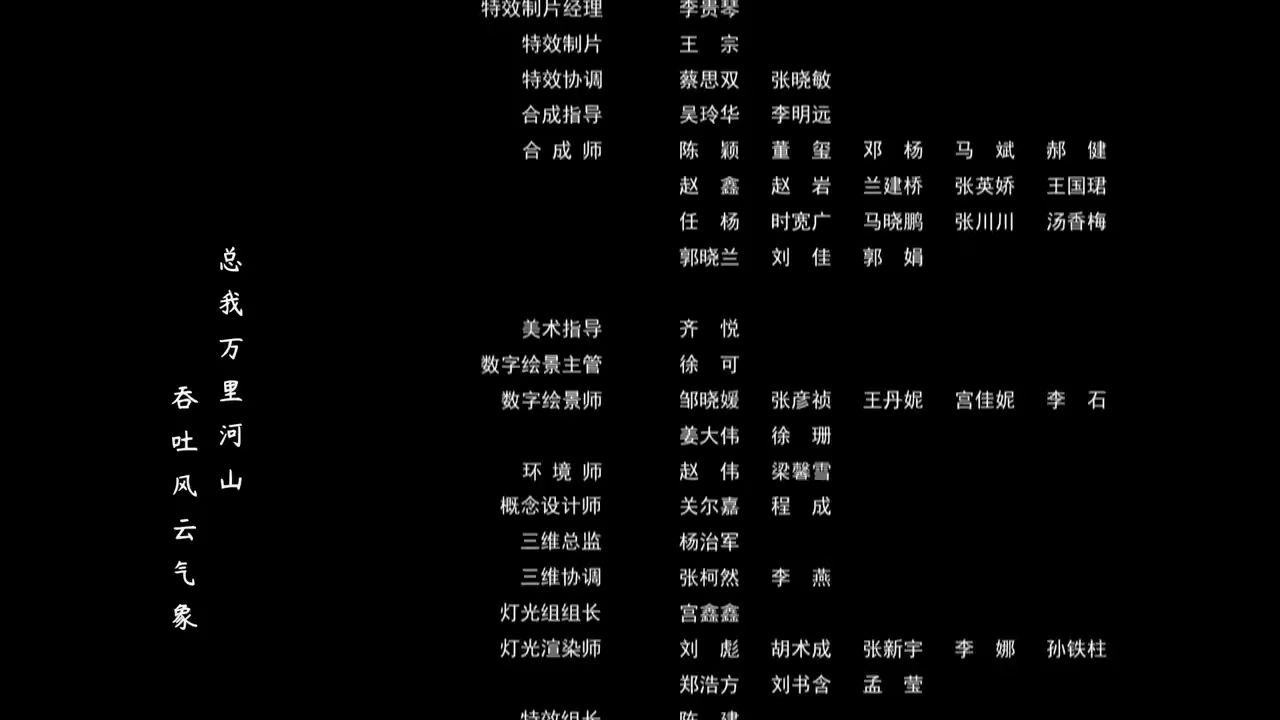 特效制片经理 李贵琴
特效制片 王 宗
特效协调 蔡思双 张晓敏
合成指导 吴玲华 李明远
合成师 陈 颖 董 玺 邓 杨 马 斌 郝 健
赵 鑫 赵 岩 兰建桥 张英娇 王国珺
任 杨 时宽广 马晓鹏 张川川 汤香梅
郭晓兰 刘 佳 郭 娟
美术指导 齐 悦
数字绘景主管 徐 可
数字绘景师 邹晓媛 张彦祯 王丹妮 宫佳妮 李 石
姜大伟 徐 珊
环境师 赵 伟 梁馨雪
概念设计师 关尔嘉 程 成
三维总监 杨治军
三维协调 张柯然 李 燕
灯光组组长 宫鑫鑫
灯光渲染师 刘 彪 胡术成 张新宇 李 娜 孙铁柱
郑浩方 刘书含 孟 莹
特效组长 陈 建
总我万里河山
吞吐风云气象